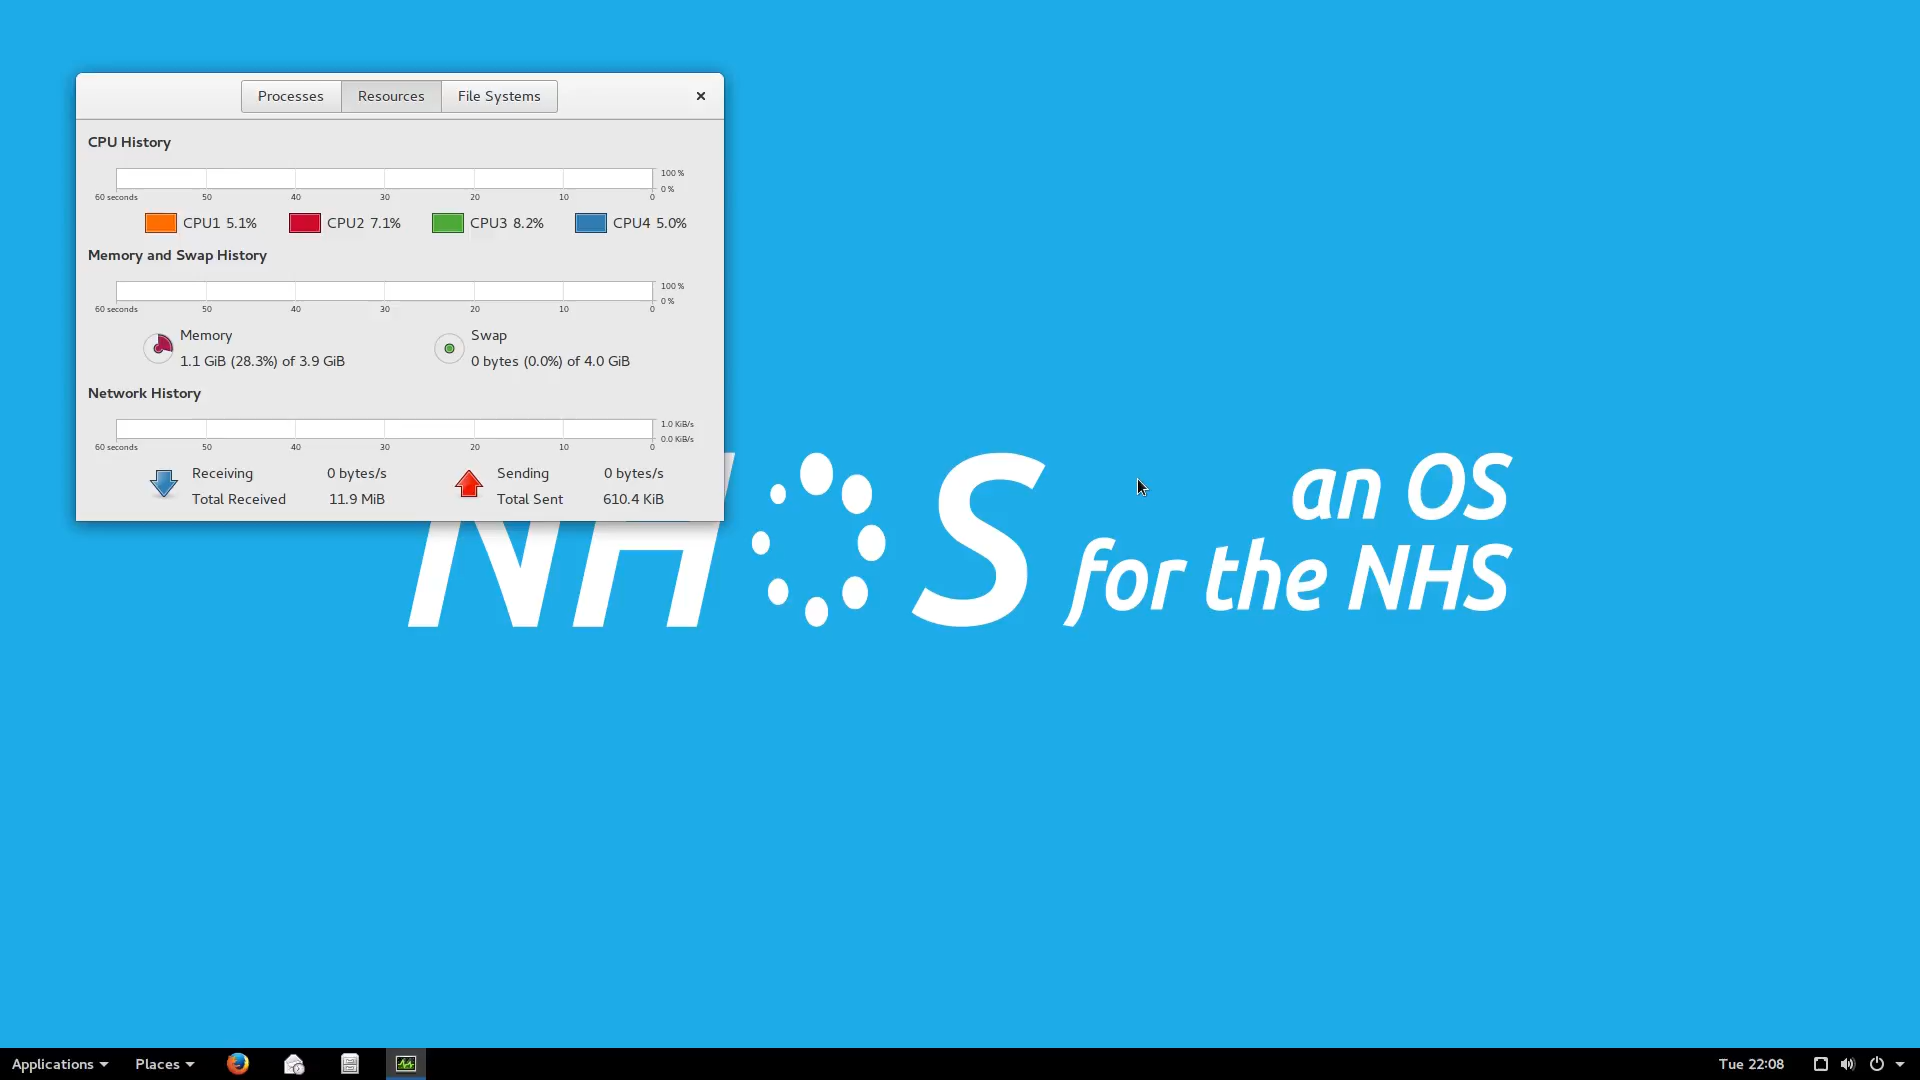 Processes Resources File Systems
CPU History
100 %
0 %
60 seconds 50 40 30 20 10 0
CPU1 5.1% CPU2 7.1% CPU3 8.2% CPU4 5.0%
Memory and Swap History
100 %
0 %
60 seconds 50 40 30 20 10 0
Memory Swap
1.1 GiB (28.3%) of 3.9 GiB 0 bytes (0.0%) of 4.0 GiB
Network History
1.0 KiB/s
0.0 KiB/s
60 seconds 50 40 30 20 10 0
Receiving 0 bytes/s Sending 0 bytes/s
Total Received 11.9 MiB Total Sent 610.4 KiB
NHOS
an OS
for the NHS
Applications Places Tue 22:08